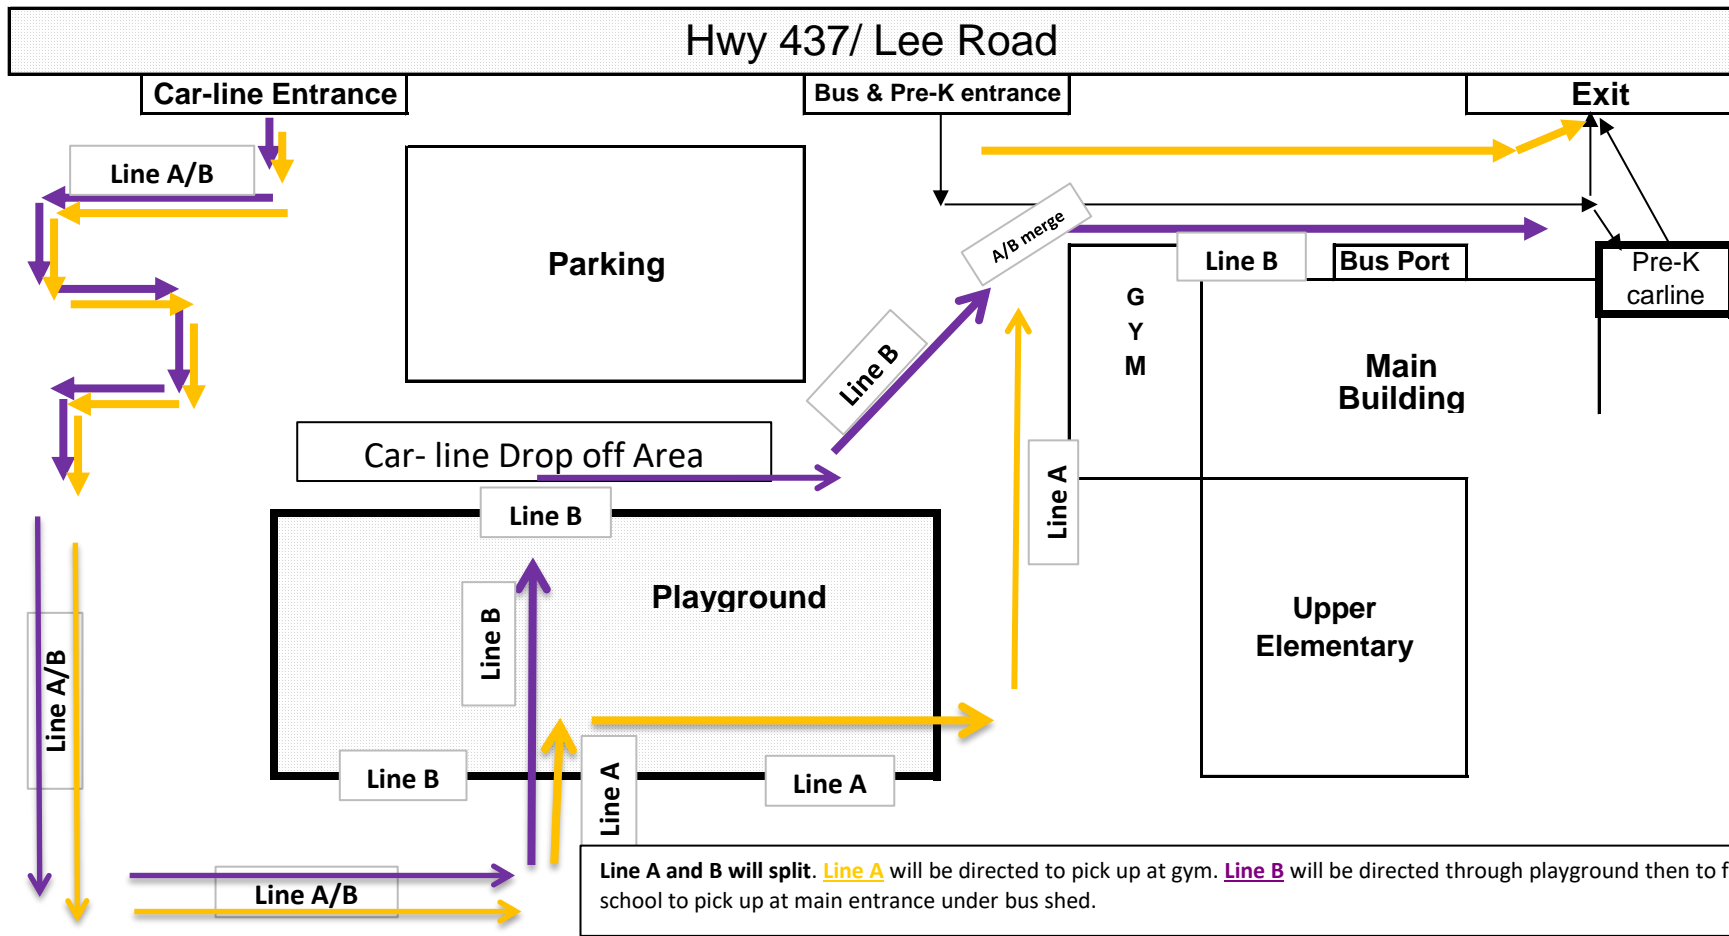 Hwy 437/ Lee Road
Car-line Entrance
Bus & Pre-K entrance
Exit
Line A/B
Parking
A/B merge
Line B
Bus Port
Pre-K
carline
G
Y
M
Main
Building
Line B
Car- line Drop off Area
Line A
Line B
Playground
Line B
Upper
Elementary
Line A/B
Line B
Line A
Line A
Line A/B
Line A and B will split. Line A will be directed to pick up at gym. Line B will be directed through playground then to f
school to pick up at main entrance under bus shed.